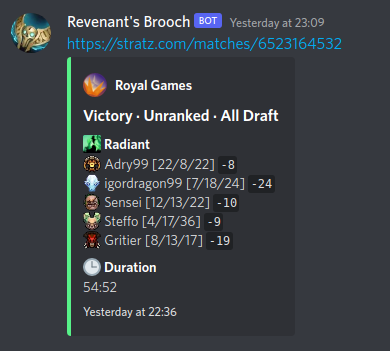 Revenant's Brooch BOT Yesterday at 23:09
https://stratz.com/matches/6523164532
Royal Games
Victory · Unranked · All Draft
Radiant
Adry99 [22/8/22] -8
igordragon99 [7/18/24] -24
Sensei [12/13/22] -10
Steffo [4/17/36] -9
Gritier [8/13/17] -19
Duration
54:52
Yesterday at 22:36